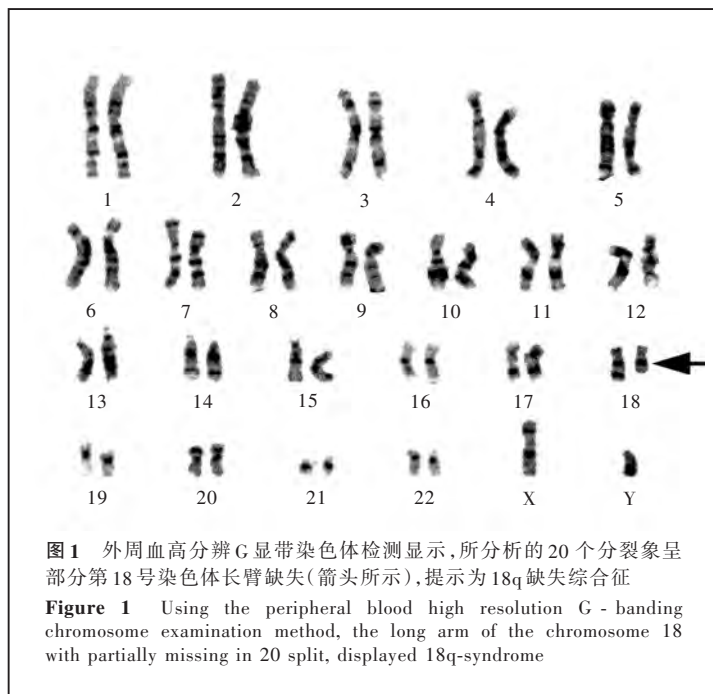 1 2 3 4 5
6 7 8 9 10 11 12
13 14 15 16 17 18
19 20 21 22 X Y
图1 外周血高分辨G显带染色体检测显示,所分析的20个分裂象呈
部分第18号染色体长臂缺失(箭头所示),提示为18q缺失综合征
Figure 1 Using the peripheral blood high resolution G - banding
chromosome examination method, the long arm of the chromosome 18
with partially missing in 20 split, displayed 18q-syndrome